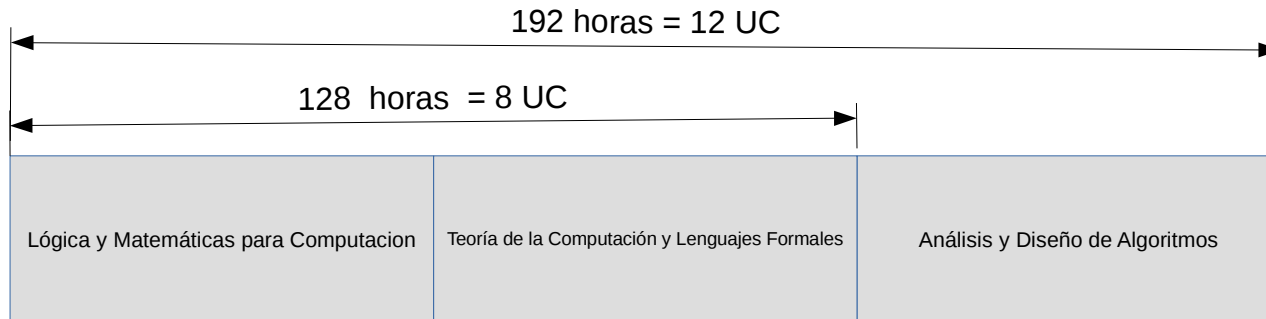 192 horas = 12 UC
128 horas = 8 UC
Lógica y Matemáticas para Computacion
Teoría de la Computación y Lenguajes Formales
Análisis y Diseño de Algoritmos